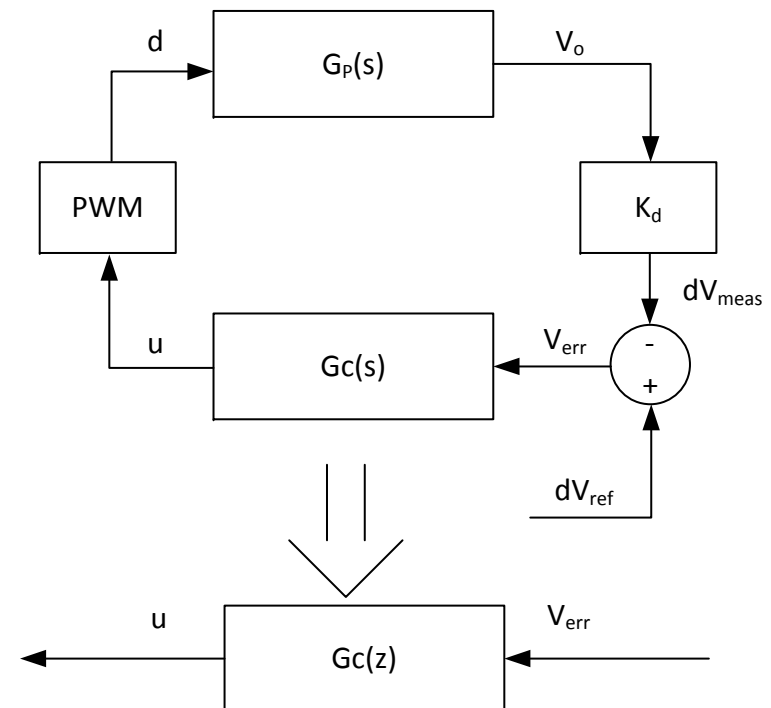 d
G_P(s)
V_o
PWM
K_d
dV_meas
u
Gc(s)
V_err
-
+
dV_ref
u
Gc(z)
V_err